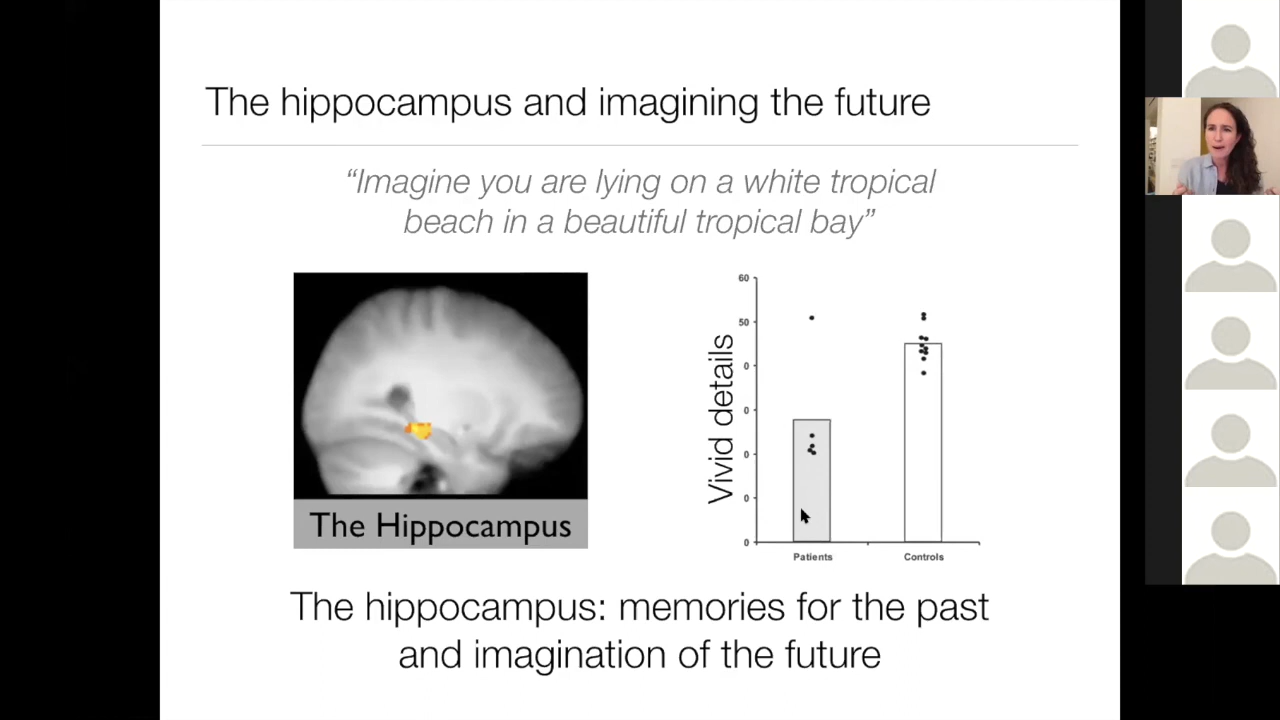 The hippocampus and imagining the future
“Imagine you are lying on a white tropical
beach in a beautiful tropical bay”
The Hippocampus
Vivid details
60
50
0
0
0
0
0
Patients
Controls
The hippocampus: memories for the past
and imagination of the future